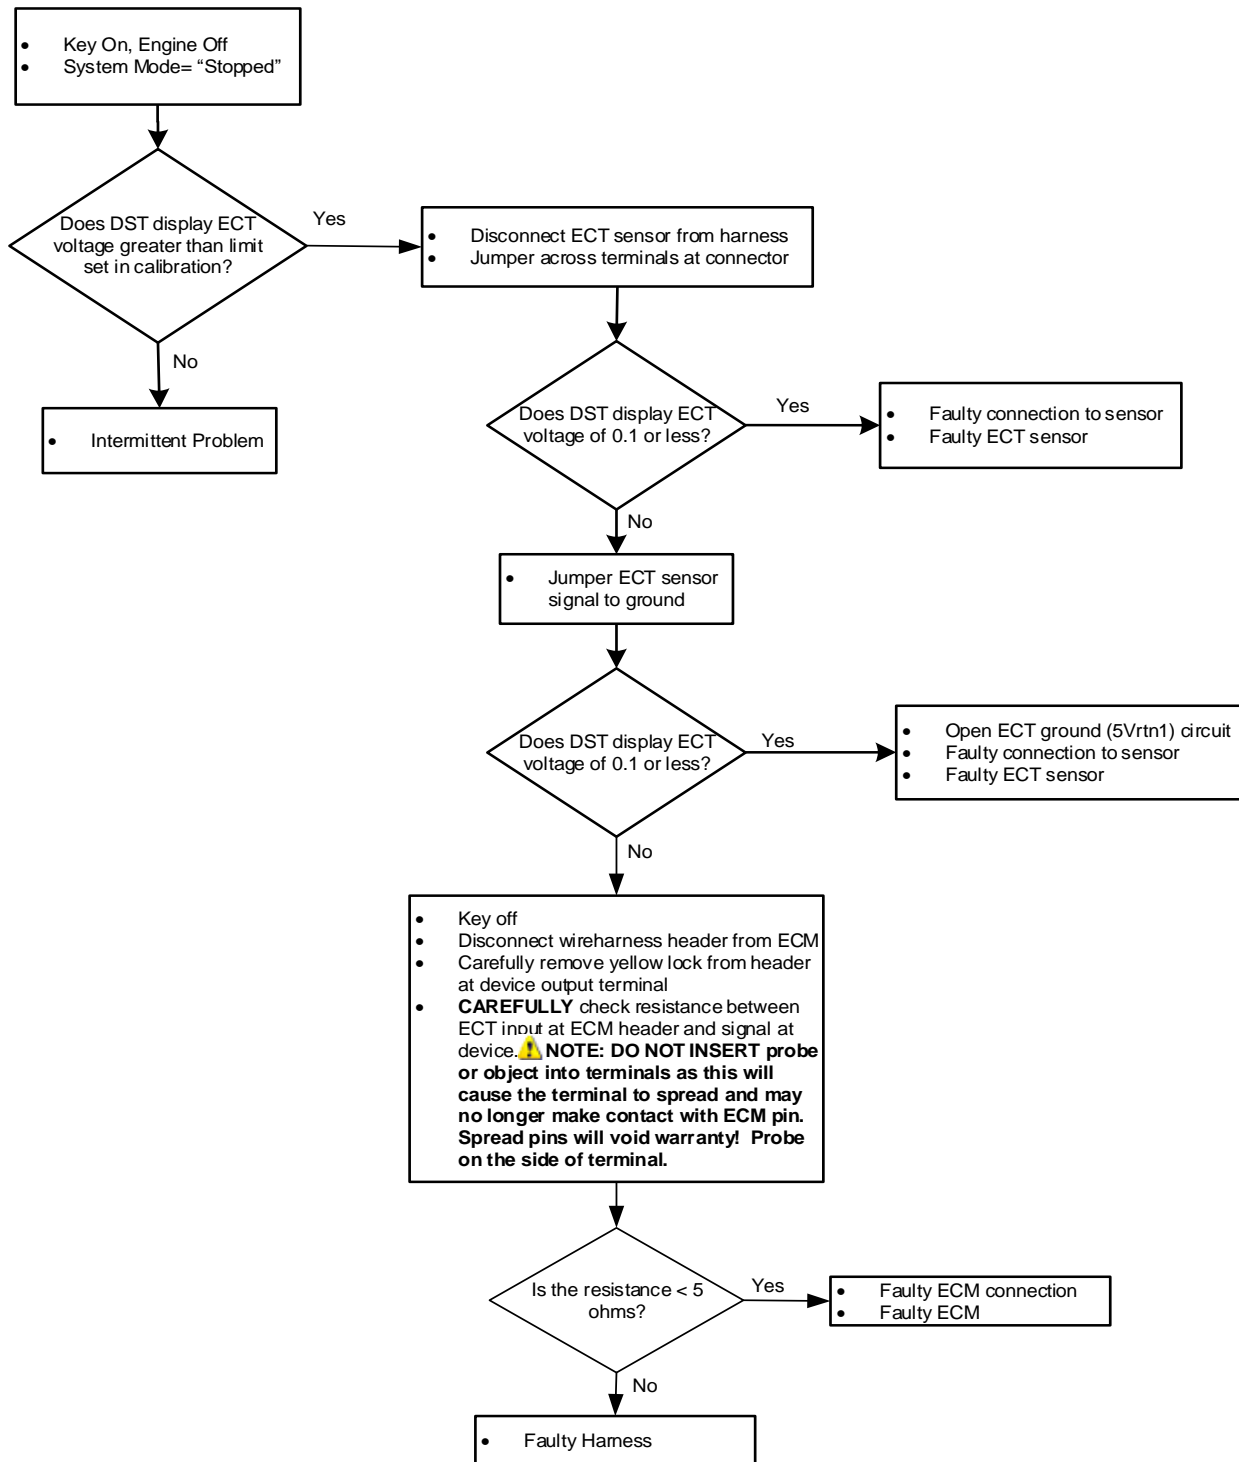 • Key On, Engine Off
• System Mode= “Stopped”
Does DST display ECT
voltage greater than limit
set in calibration?
Yes
• Disconnect ECT sensor from harness
• Jumper across terminals at connector
No
• Intermittent Problem
Does DST display ECT
voltage of 0.1 or less?
Yes
• Faulty connection to sensor
• Faulty ECT sensor
No
• Jumper ECT sensor
signal to ground
Does DST display ECT
voltage of 0.1 or less?
Yes
• Open ECT ground (5Vrtn1) circuit
• Faulty connection to sensor
• Faulty ECT sensor
No
• Key off
• Disconnect wireharness header from ECM
• Carefully remove yellow lock from header
at device output terminal
• CAREFULLY check resistance between
ECT input at ECM header and signal at
device. NOTE: DO NOT INSERT probe
or object into terminals as this will
cause the terminal to spread and may
no longer make contact with ECM pin.
Spread pins will void warranty! Probe
on the side of terminal.
Is the resistance < 5
ohms?
Yes
• Faulty ECM connection
• Faulty ECM
No
• Faulty Harness